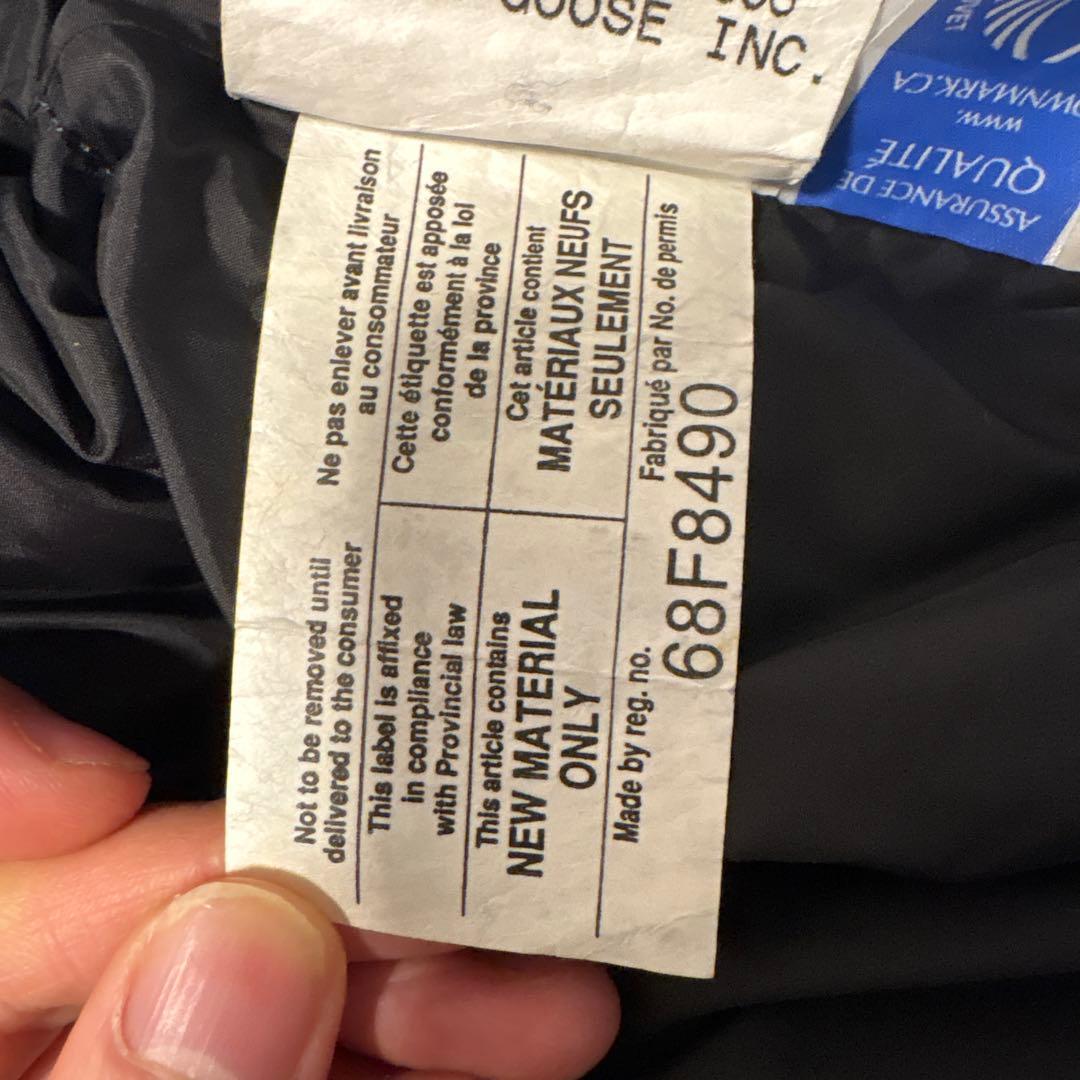 GOOSE INC.
Not to be removed until
delivered to the consumer
Ne pas enlever avant livraison
au consommateur
This label is affixed
in compliance
with Provincial law
Cette étiquette est apposée
conformément à la loi
de la province
This article contains
NEW MATERIAL
ONLY
Cet article contient
MATÉRIAUX NEUFS
SEULEMENT
Made by reg. no.
Fabriqué par No. de permis
68F8490
ASSURANCE DE
QUALITÉ
www.
OWNMARK.CA